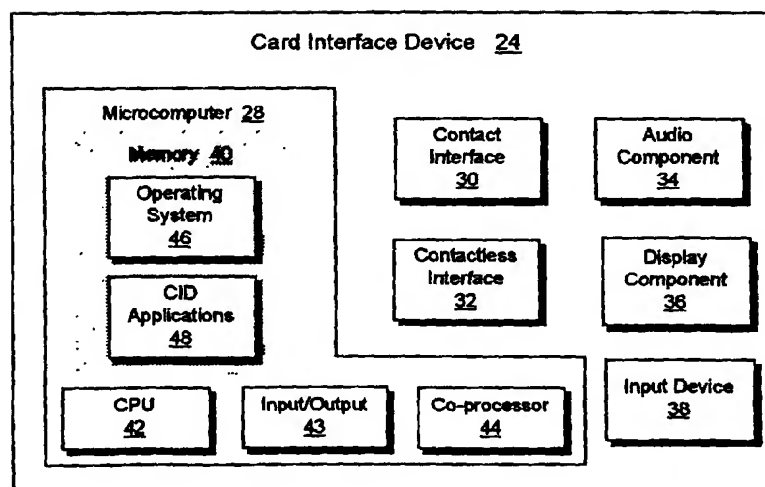 Card Interface Device 24
Microcomputer 28
Memory 40
Operating
System
46
CID
Applications
48
CPU
42
Input/Output
43
Co-processor
44
Contact
Interface
30
Audio
Component
34
Contactless
Interface
32
Display
Component
36
Input Device
38